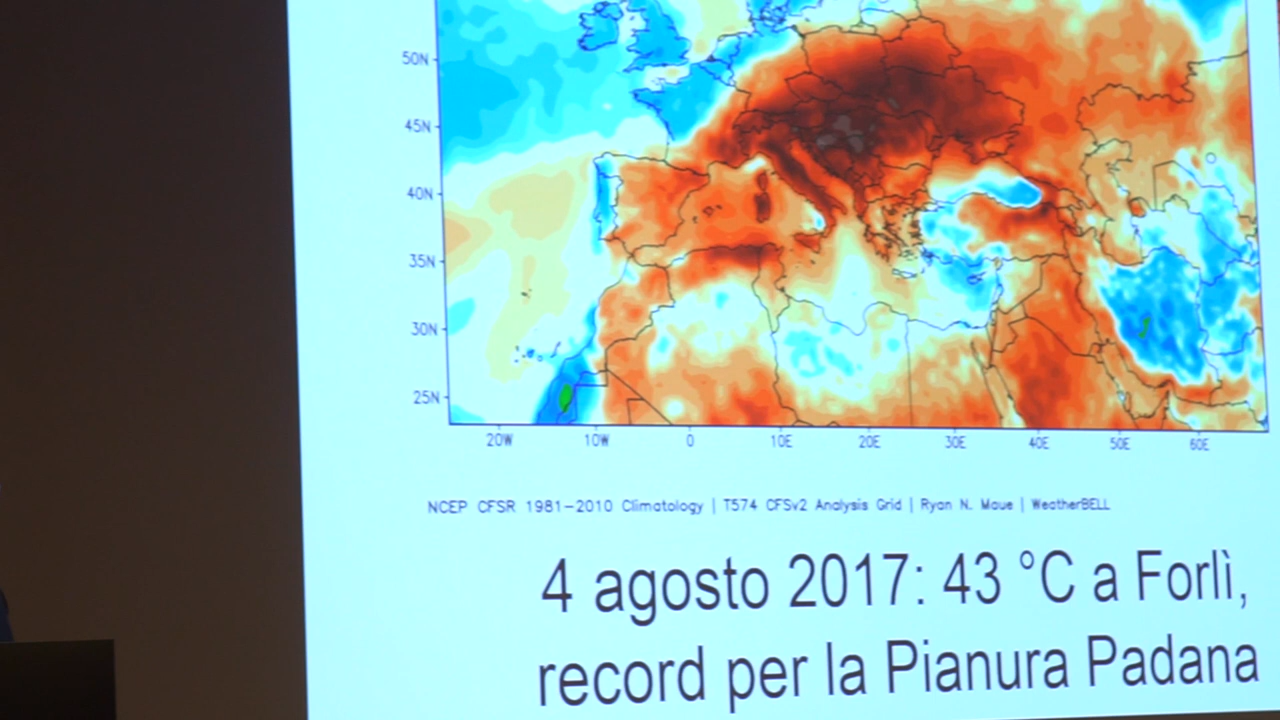 50N
45N
40N
35N
30N
25N
20W 10W 0 10E 20E 30E 40E 50E 60E
NCEP CFSR 1981-2010 Climatology | T574 CFSv2 Analysis Grid | Ryan N. Maue | WeatherBELL
4 agosto 2017: 43 °C a Forlì,
record per la Pianura Padana